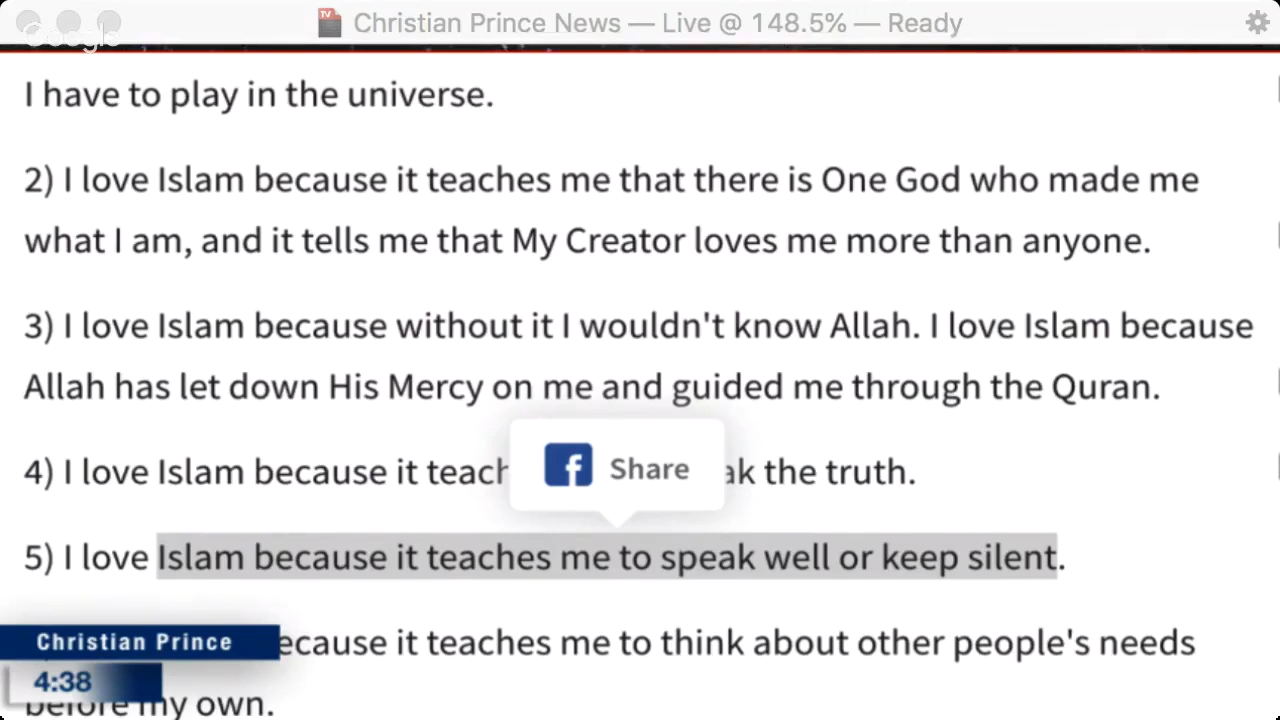 TV Christian Prince News — Live @ 148.5% — Ready
Google
I have to play in the universe.
2) I love Islam because it teaches me that there is One God who made me
what I am, and it tells me that My Creator loves me more than anyone.
3) I love Islam because without it I wouldn't know Allah. I love Islam because
Allah has let down His Mercy on me and guided me through the Quran.
4) I love Islam because it teach
Share
the truth.
5) I love Islam because it teaches me to speak well or keep silent.
Christian Prince
ecause it teaches me to think about other people's needs
4:38
before my own.